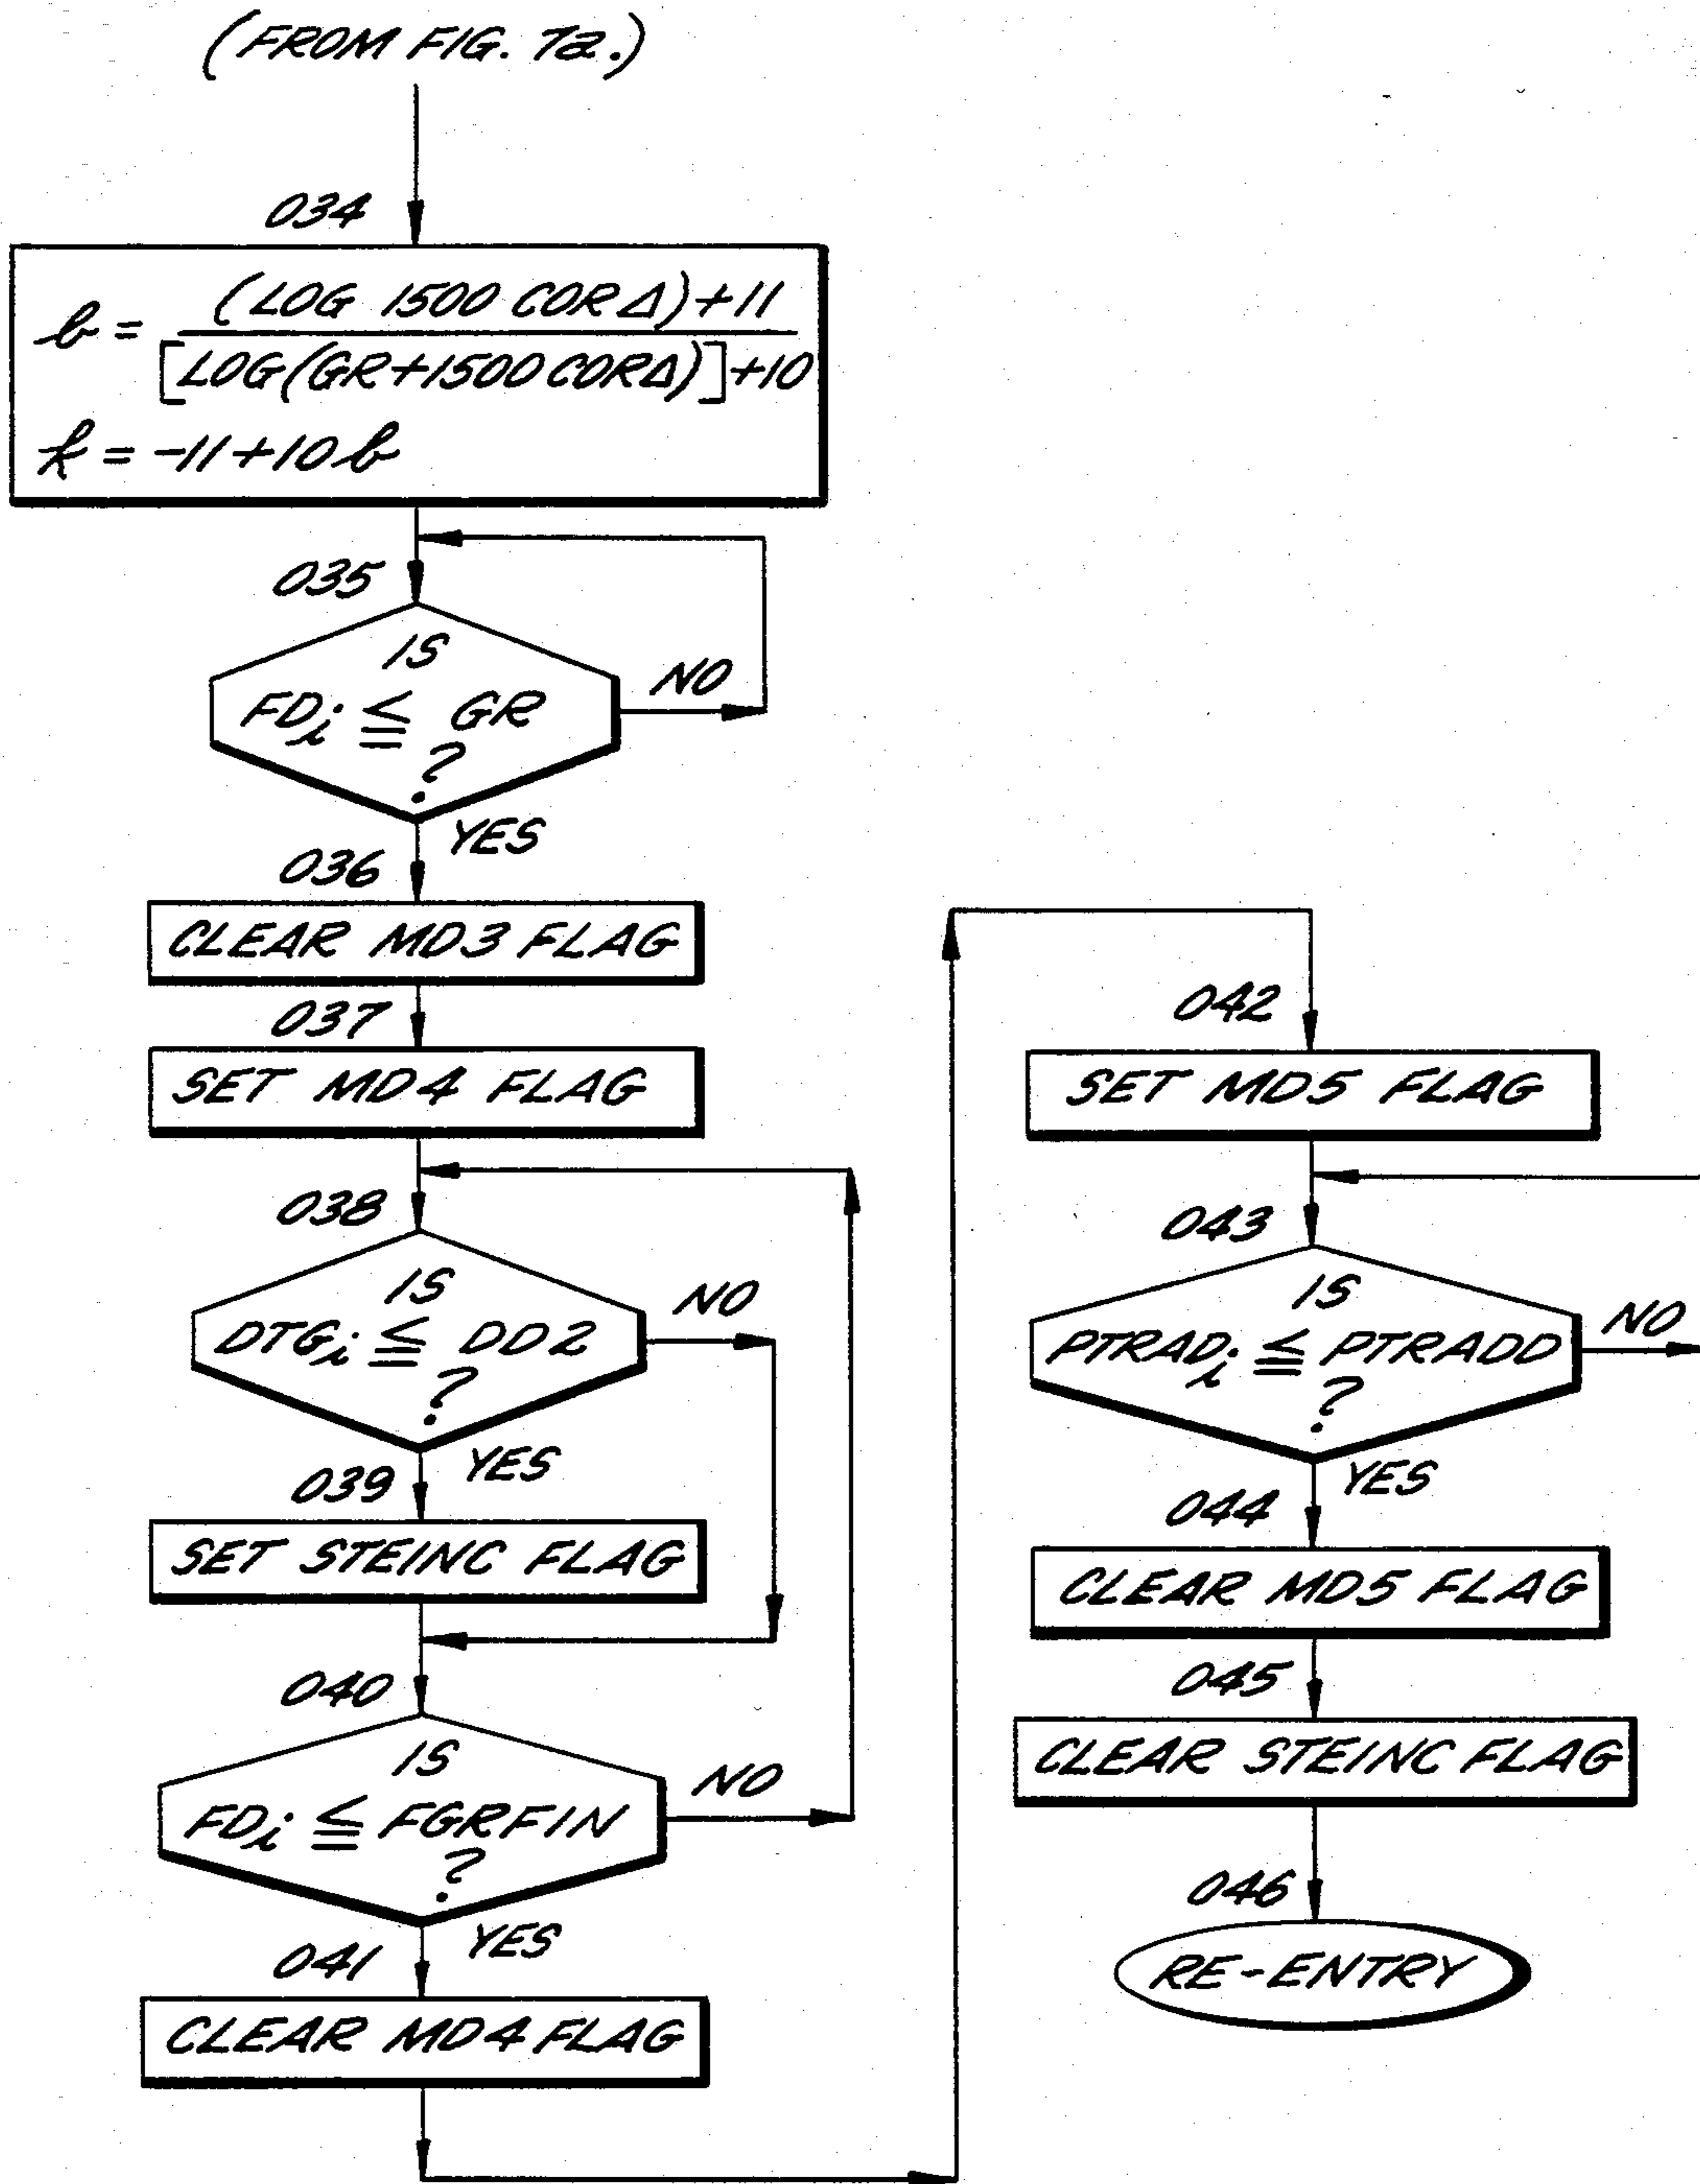 (FROM FIG. 7a.)
034
b = (LOG 1500 COR Δ)+11
[LOG(GR+1500 CORΔ)]+10
k = -11+10 b
035
IS
FDi ≦ GR
?
NO
YES
036
CLEAR MD3 FLAG
037
SET MD4 FLAG
038
IS
DTGi ≦ DD2
?
NO
YES
039
SET STEINC FLAG
040
IS
FDi ≦ FGRFIN
?
NO
YES
041
CLEAR MD4 FLAG
042
SET MD5 FLAG
043
IS
PTRADi ≦ PTRADD
?
NO
YES
044
CLEAR MD5 FLAG
045
CLEAR STEINC FLAG
046
RE-ENTRY